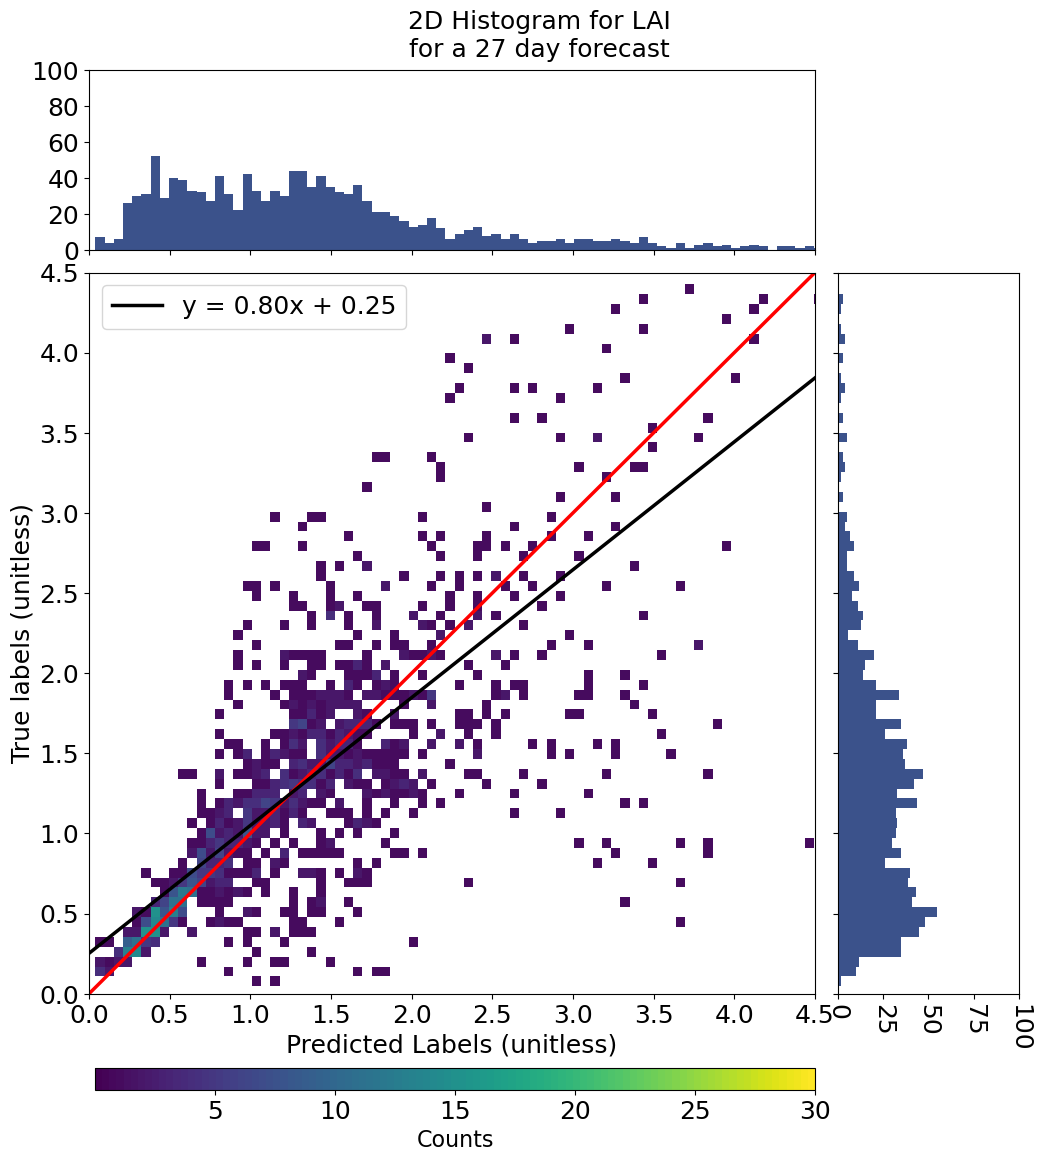 2D Histogram for LAI
for a 27 day forecast
100
80
60
40
20
0
4.5
4.0
3.5
3.0
2.5
2.0
1.5
1.0
0.5
0.0
True labels (unitless)
y = 0.80x + 0.25
0.0 0.5 1.0 1.5 2.0 2.5 3.0 3.5 4.0 4.5
Predicted Labels (unitless)
0 25 50 75 100
5 10 15 20 25 30
Counts